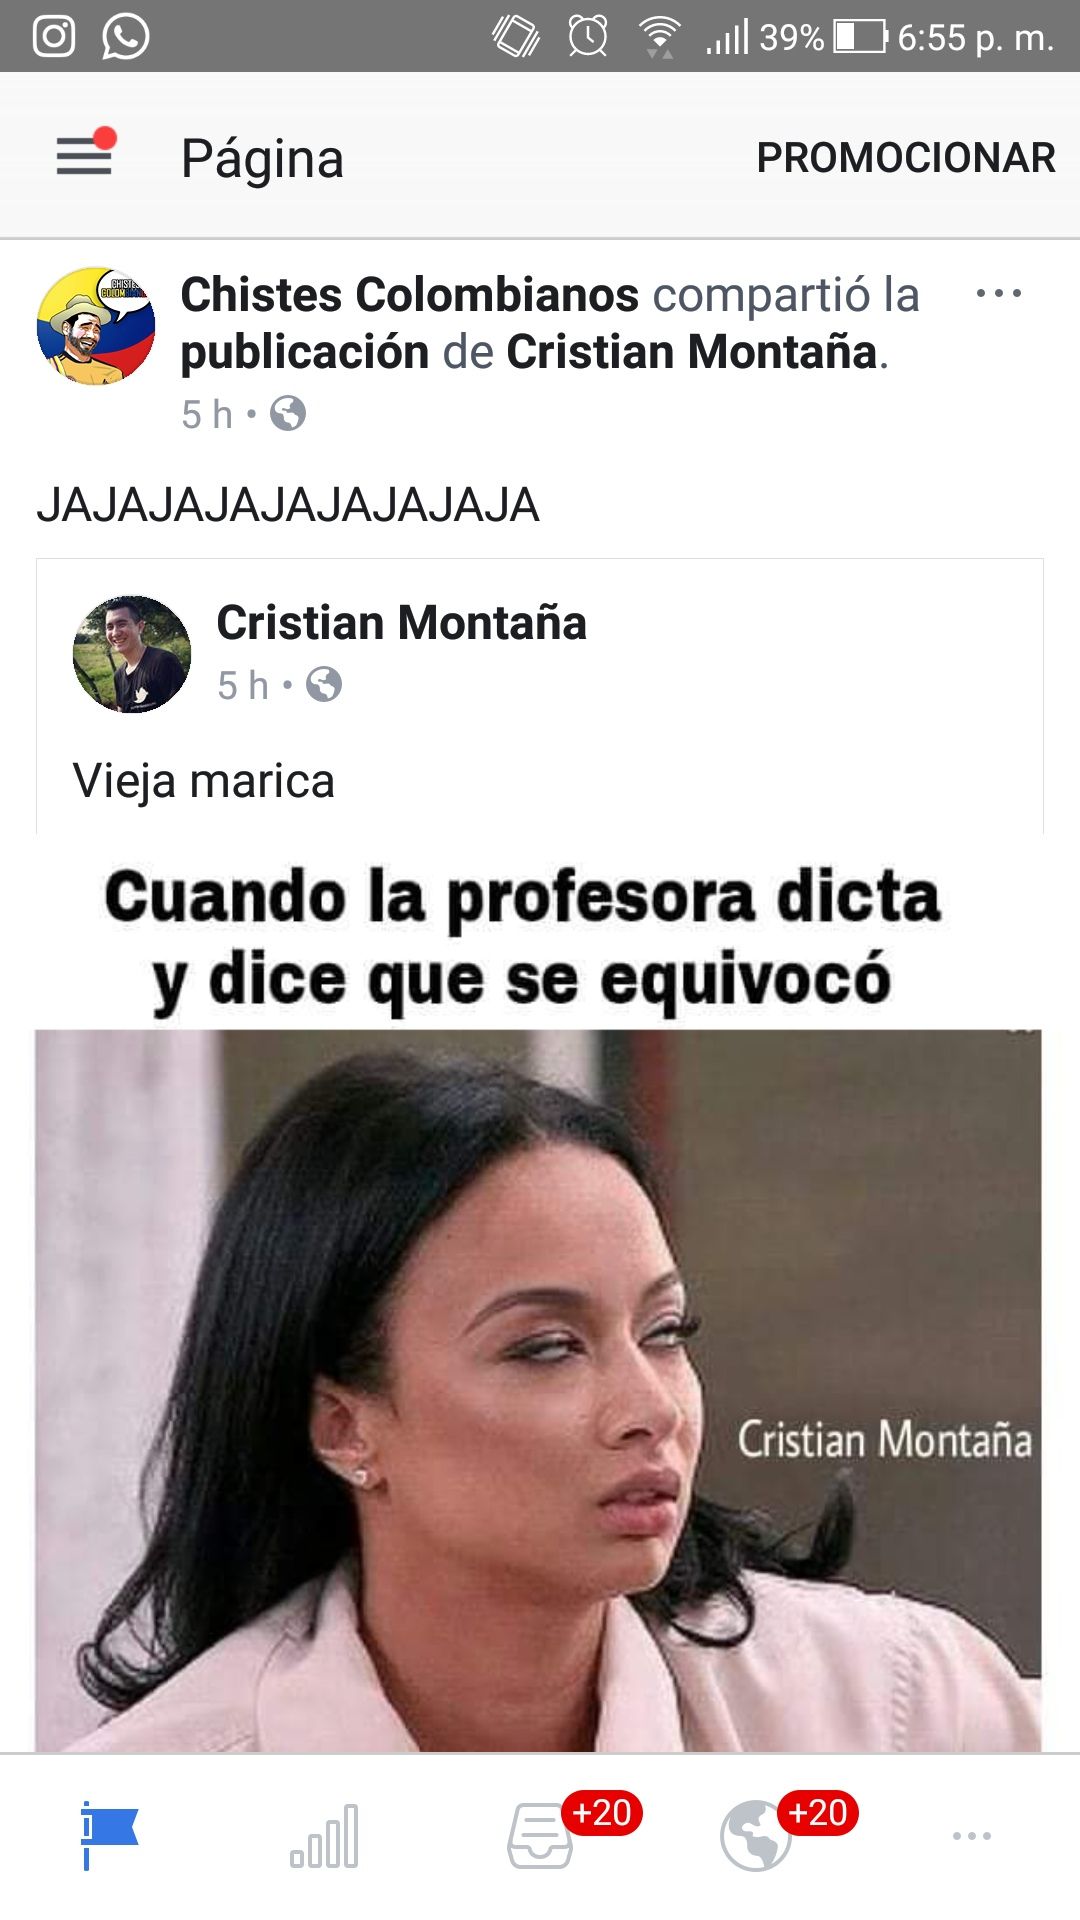 39% 6:55 p. m.
Página PROMOCIONAR
Chistes Colombianos compartió la
publicación de Cristian Montaña.
5 h •
JAJAJAJAJAJAJAJAJA
Cristian Montaña
5 h •
Vieja marica
Cuando la profesora dicta
y dice que se equivocó
Cristian Montaña
+20 +20